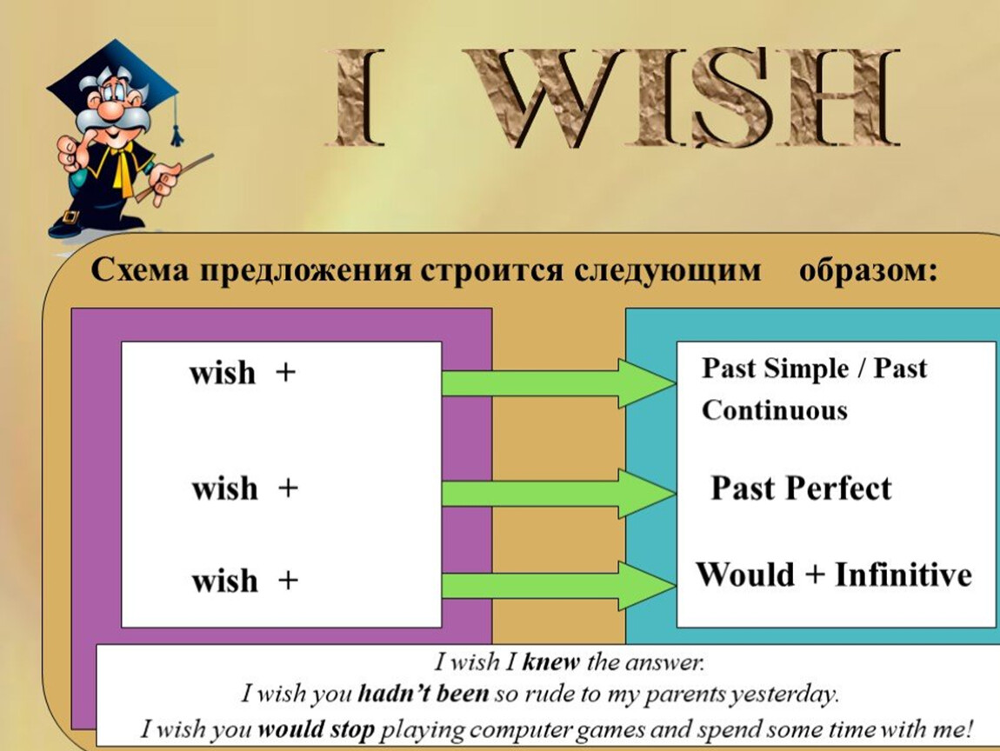 I WISH
Схема предложения строится следующим образом:
wish +
Past Simple / Past
Continuous
wish +
Past Perfect
wish +
Would + Infinitive
I wish I knew the answer.
I wish you hadn’t been so rude to my parents yesterday.
I wish you would stop playing computer games and spend some time with me!